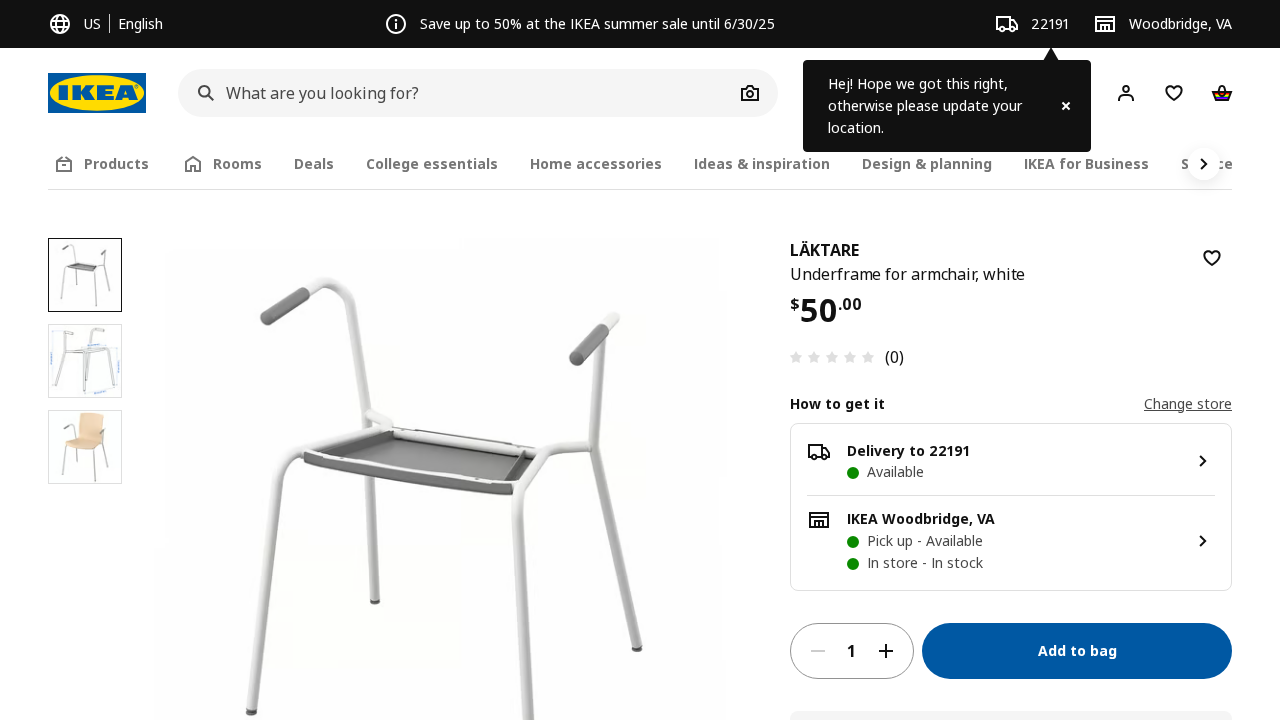 US
English
Save up to 50% at the IKEA summer sale until 6/30/25
22191
Woodbridge, VA
IKEA
What are you looking for?
Hej! Hope we got this right,
otherwise please update your
location.
Products
Rooms
Deals
College essentials
Home accessories
Ideas & inspiration
Design & planning
IKEA for Business
LÄKTARE
Underframe for armchair, white
$50.00
(0)
How to get it
Change store
Delivery to 22191
Available
IKEA Woodbridge, VA
Pick up - Available
In store - In stock
1
Add to bag